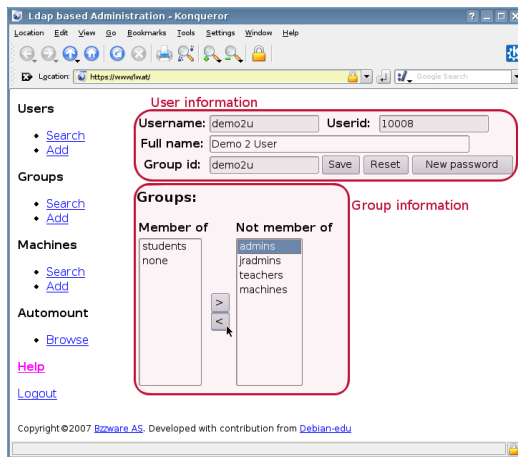 Ldap based Administration - Konqueror
Location Edit View Go Bookmarks Tools Settings Window Help
Location: https://www/lwat/ Google Search
Users
Search
Add
Groups
Search
Add
Machines
Search
Add
Automount
Browse
Help
Logout
User information
Username: demo2u Userid: 10008
Full name: Demo 2 User
Group id: demo2u Save Reset New password
Group information
Groups:
Member of Not member of
students
none
>
<
admins
jradmins
teachers
machines
Copyright ©2007 Bzzware AS. Developed with contribution from Debian-edu